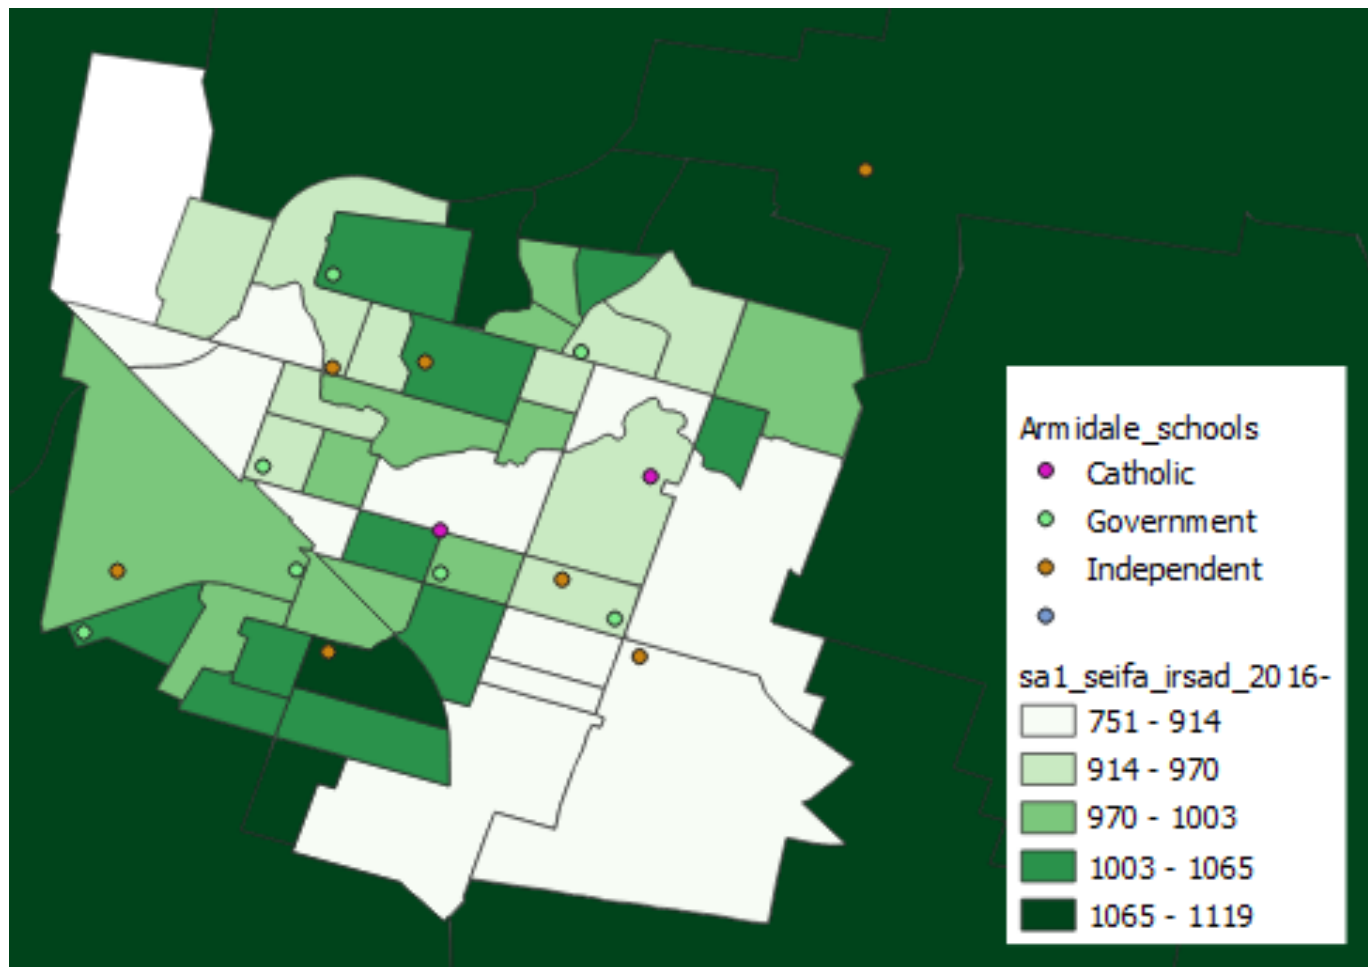 Armidale_schools
Catholic
Government
Independent
sa1_seifa_irsad_2016-
751 - 914
914 - 970
970 - 1003
1003 - 1065
1065 - 1119